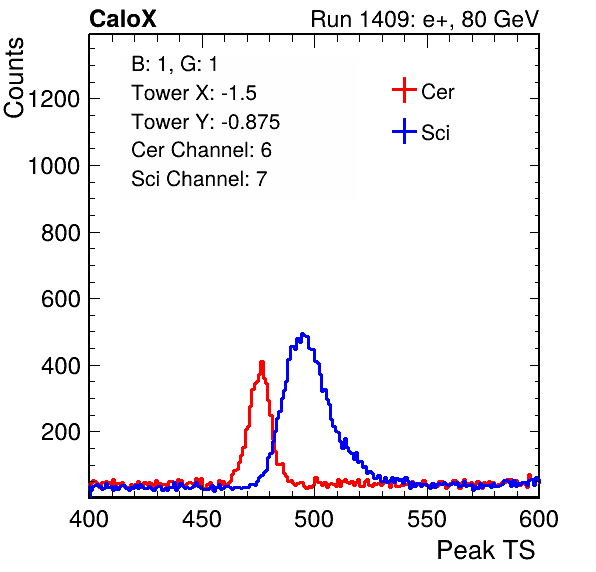 CaloX Run 1409: e+, 80 GeV
Counts
B: 1, G: 1
Tower X: -1.5
Tower Y: -0.875
Cer Channel: 6
Sci Channel: 7
Cer
Sci
1200
1000
800
600
400
200
400 450 500 550 600
Peak TS